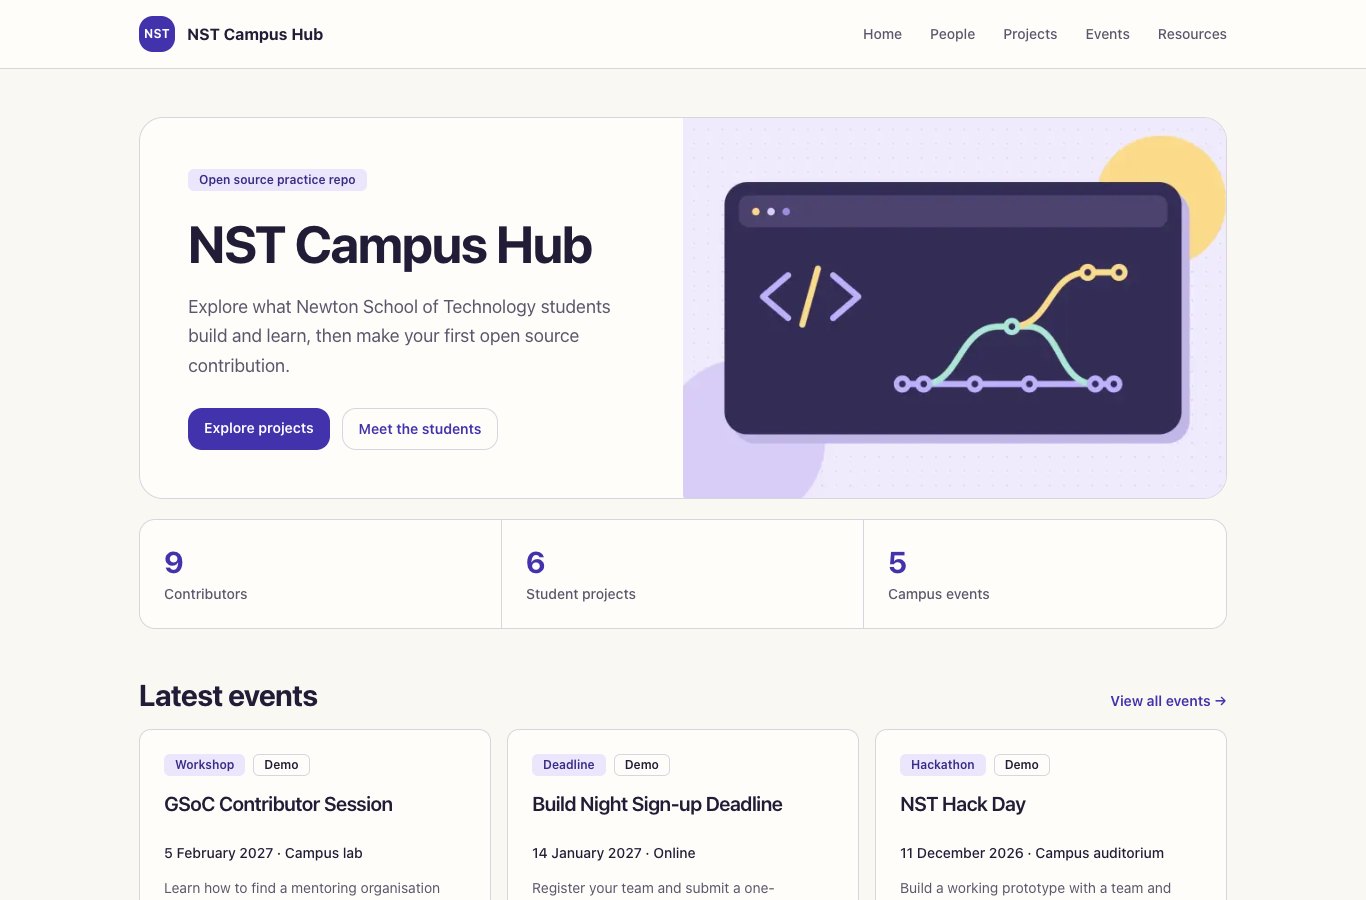 NST
NST Campus Hub
Home
People
Projects
Events
Resources
Open source practice repo
NST Campus Hub
Explore what Newton School of Technology students
build and learn, then make your first open source
contribution.
Explore projects
Meet the students
</>
9
Contributors
6
Student projects
5
Campus events
Latest events
View all events →
Workshop
Demo
GSoC Contributor Session
5 February 2027 · Campus lab
Learn how to find a mentoring organisation
Deadline
Demo
Build Night Sign-up Deadline
14 January 2027 · Online
Register your team and submit a one-
Hackathon
Demo
NST Hack Day
11 December 2026 · Campus auditorium
Build a working prototype with a team and